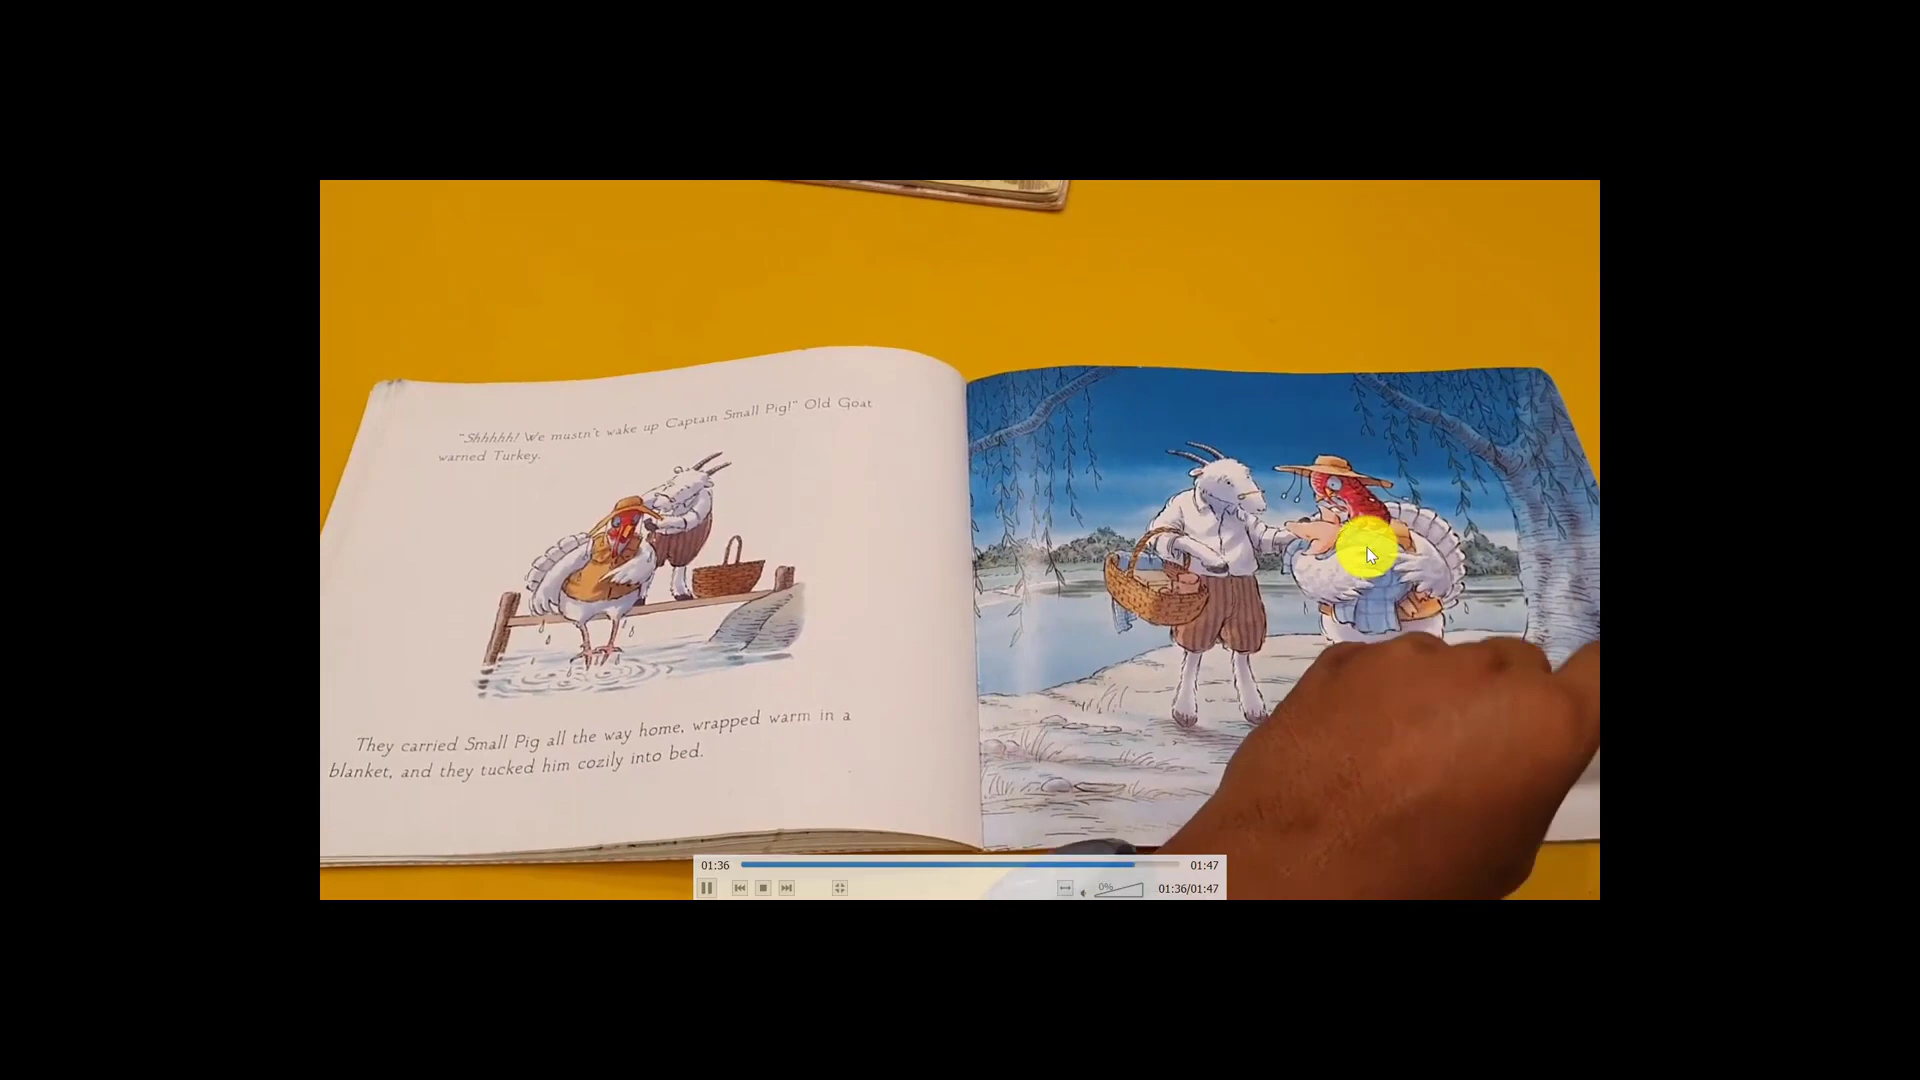 "Shhhhh! We mustn't wake up Captain Small Pig!" Old Goat
warned Turkey.
They carried Small Pig all the way home, wrapped warm in a
blanket, and they tucked him cozily into bed.
01:36
01:47
0%
01:36/01:47